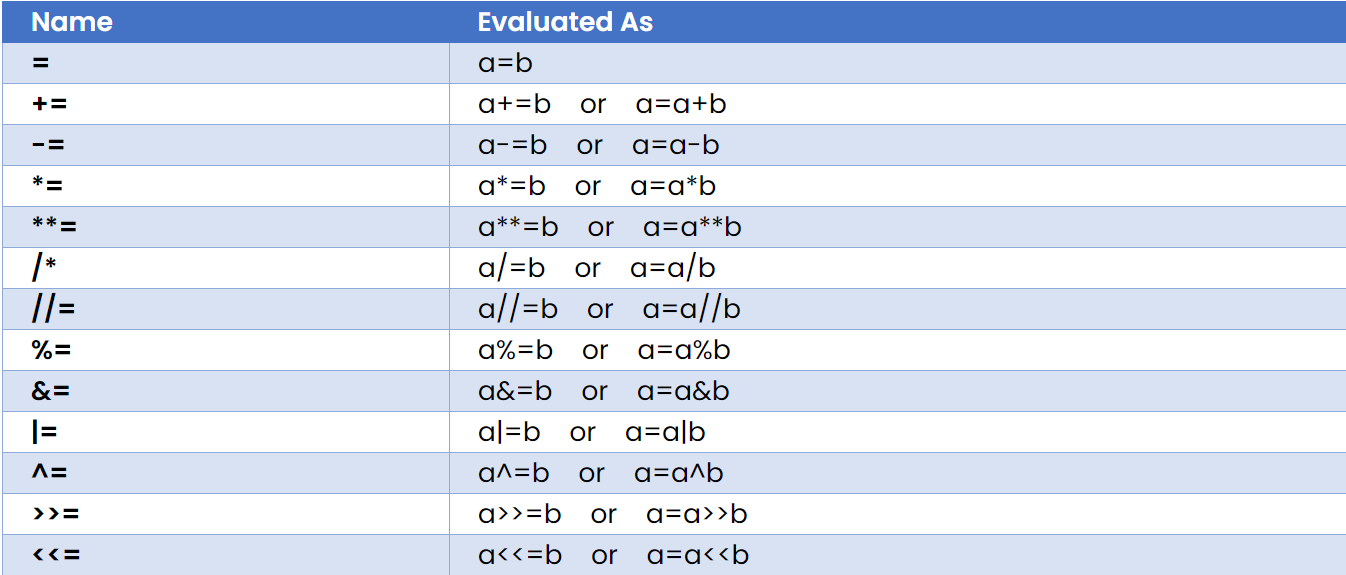 Name Evaluated As
= a=b
+= a+=b or a=a+b
-= a-=b or a=a-b
*= a*=b or a=a*b
**= a**=b or a=a**b
/* a/=b or a=a/b
//= a//=b or a=a//b
%= a%=b or a=a%b
&= a&=b or a=a&b
|= a|=b or a=a|b
^= a^=b or a=a^b
>>= a>>=b or a=a>>b
<<= a<<=b or a=a<<b